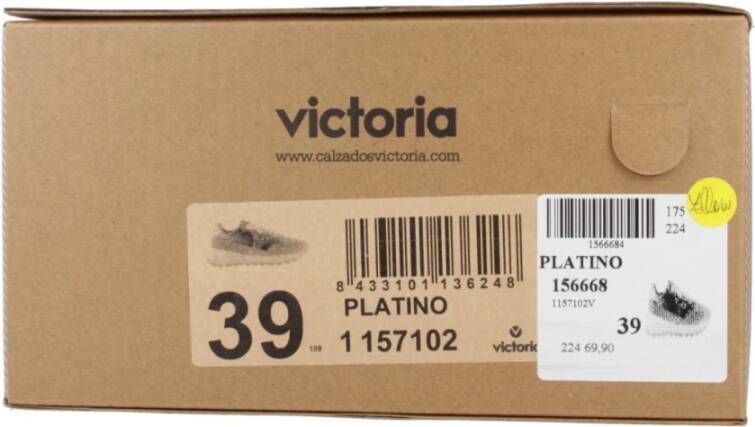 victoria
www.calzadosvictoria.com
8 433101 136248
39
159
PLATINO
1 157102
victoria
175
224
1566684
PLATINO
156668
1157102V
39
224 69,90
yellow